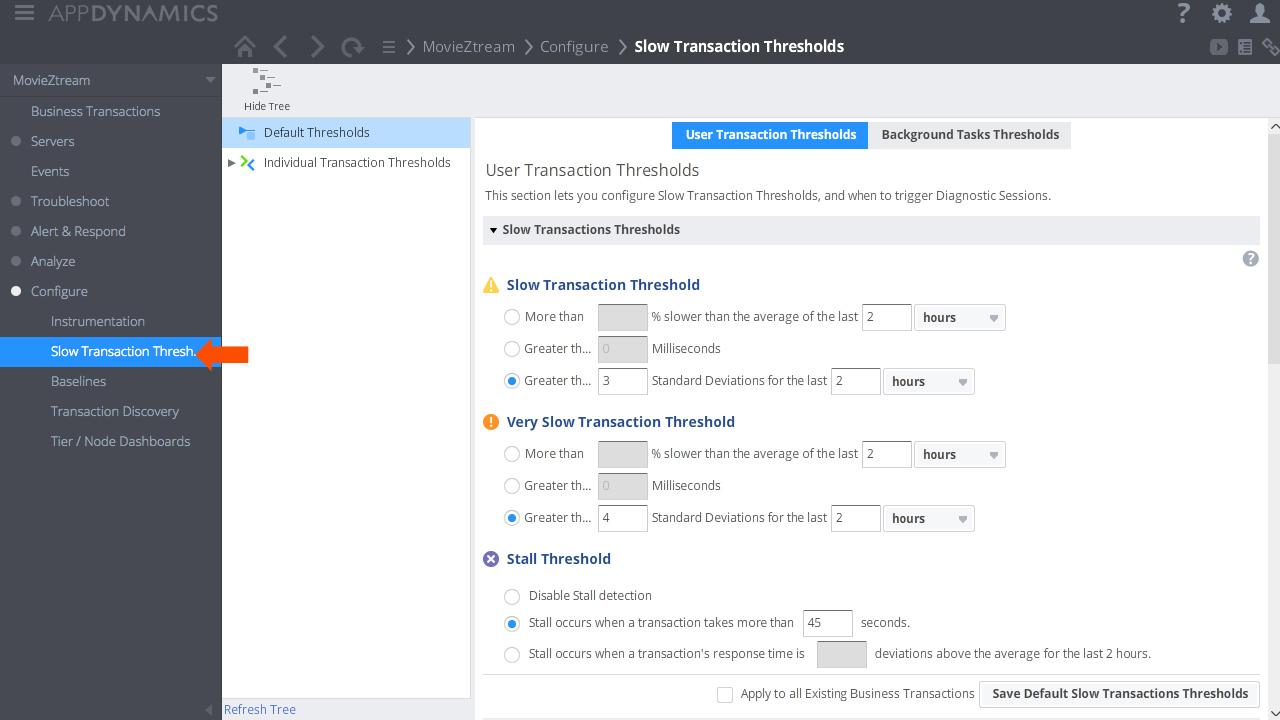 APPDYNAMICS
?
MovieZtream Configure Slow Transaction Thresholds
MovieZtream
Business Transactions
Servers
Events
Troubleshoot
Alert & Respond
Analyze
Configure
Instrumentation
Slow Transaction Thresh..
Baselines
Transaction Discovery
Tier / Node Dashboards
Hide Tree
Default Thresholds
Individual Transaction Thresholds
Refresh Tree
User Transaction Thresholds Background Tasks Thresholds
User Transaction Thresholds
This section lets you configure Slow Transaction Thresholds, and when to trigger Diagnostic Sessions.
Slow Transactions Thresholds
?
Slow Transaction Threshold
More than % slower than the average of the last 2 hours
Greater th... 0 Milliseconds
Greater th... 3 Standard Deviations for the last 2 hours
Very Slow Transaction Threshold
More than % slower than the average of the last 2 hours
Greater th... 0 Milliseconds
Greater th... 4 Standard Deviations for the last 2 hours
Stall Threshold
Disable Stall detection
Stall occurs when a transaction takes more than 45 seconds.
Stall occurs when a transaction's response time is deviations above the average for the last 2 hours.
Apply to all Existing Business Transactions Save Default Slow Transactions Thresholds